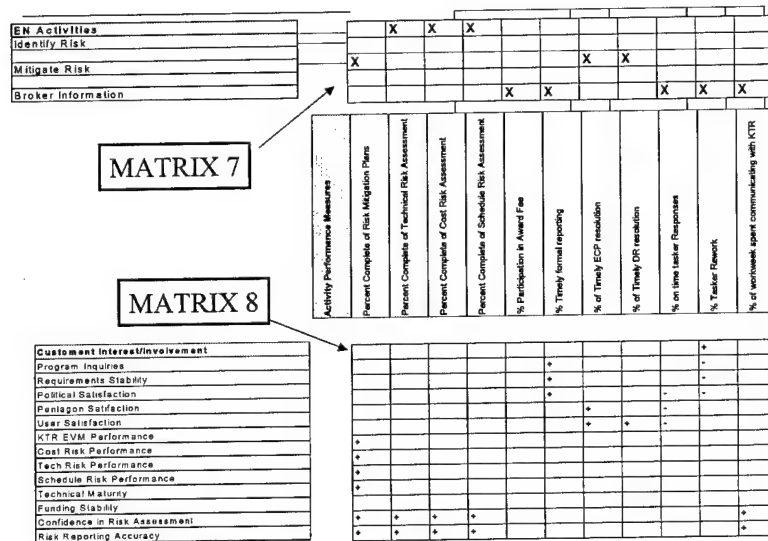 EN Activities X X X
Identify Risk
X X X
Mitigate Risk
Broker Information X X X X X
MATRIX 7
Activity Performance Measures
Percent Complete of Risk Mitigation Plans
Percent Complete of Technical Risk Assessment
Percent Complete of Cost Risk Assessment
Percent Complete of Schedule Risk Assessment
% Participation in Award Fee
% Timely formal reporting
% of Timely ECP resolution
% of Timely DR resolution
% on time tasker Responses
% Tasker Rework
% of workweek spent communicating with KTR
MATRIX 8
Customent Interest/Involvement +
Program Inquiries + -
Requirements Stability + -
Political Satisfaction + - -
Pentagon Satifaction + -
User Satisfaction + + -
KTR EVM Performance +
Cost Risk Performance +
Tech Risk Performance +
Schedule Risk Performance +
Technical Maturity
Funding Stability
Confidence in Risk Assessment + + + + +
Risk Reporting Accuracy + + + + +